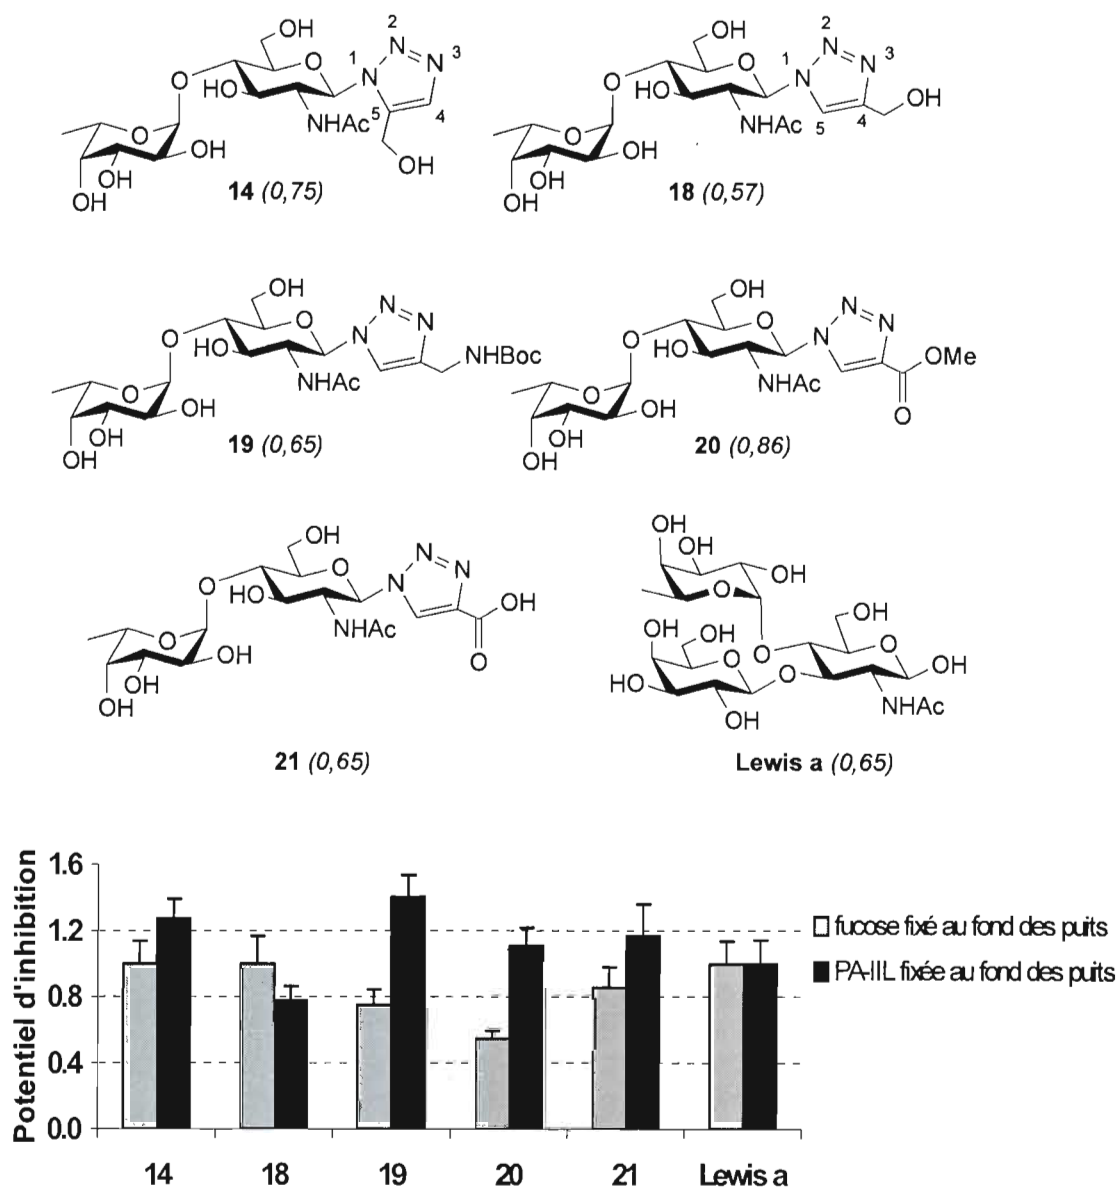 OH
O
O
HO
NHAc
1
N
2
N
3
N
4
5
OH
O
OH
OH
OH
14 (0,75)
OH
O
O
HO
NHAc
1
N
2
N
3
N
4
5
OH
O
OH
OH
OH
18 (0,57)
OH
O
O
HO
NHAc
N
N
N
NHBoc
O
OH
OH
OH
19 (0,65)
OH
O
O
HO
NHAc
N
N
N
OMe
O
O
OH
OH
OH
20 (0,86)
OH
O
O
HO
NHAc
N
N
N
OH
O
O
OH
OH
OH
21 (0,65)
OH
OH
OH
O
OH
OH
OH
O
O
O
OH
HO
O
OH
NHAc
Lewis a (0,65)
Potentiel d'inhibition
1.6
1.2
0.8
0.4
0.0
14 18 19 20 21 Lewis a
fucose fixé au fond des puits
PA-IIL fixée au fond des puits